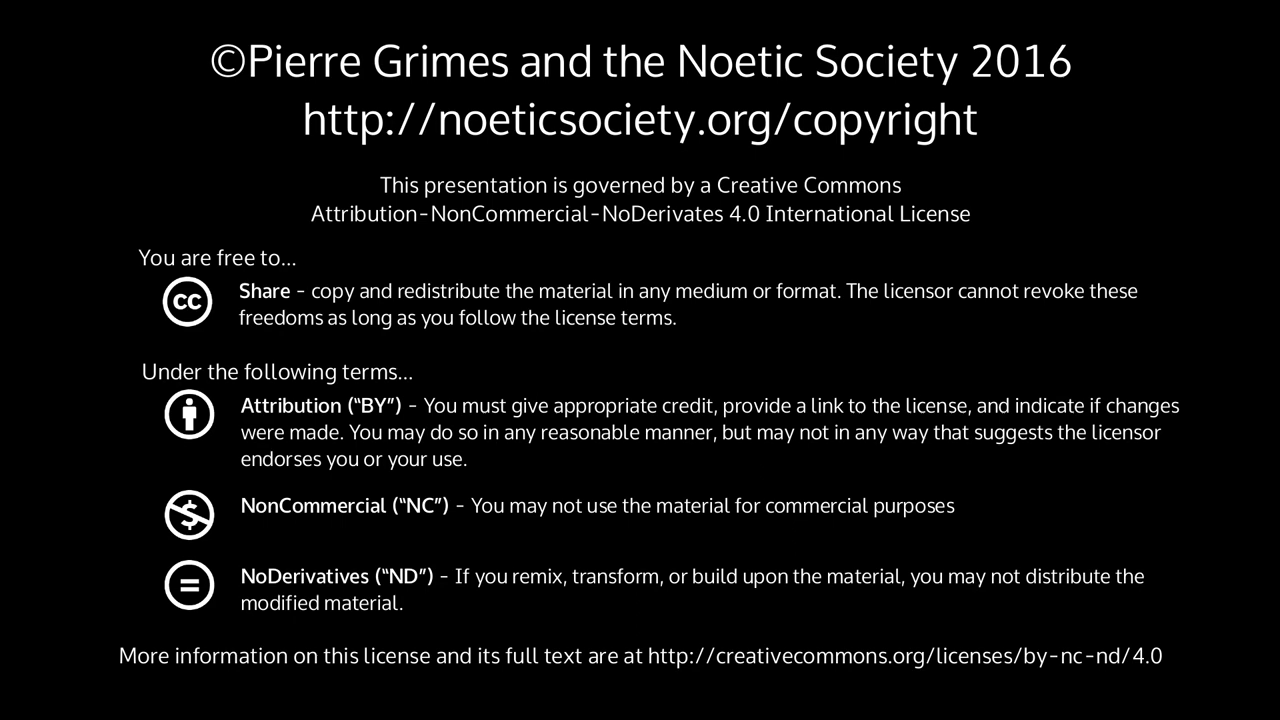 ©Pierre Grimes and the Noetic Society 2016
http://noeticsociety.org/copyright
This presentation is governed by a Creative Commons
Attribution-NonCommercial-NoDerivates 4.0 International License
You are free to...
cc
Share - copy and redistribute the material in any medium or format. The licensor cannot revoke these
freedoms as long as you follow the license terms.
Under the following terms...
Attribution (“BY”) - You must give appropriate credit, provide a link to the license, and indicate if changes
were made. You may do so in any reasonable manner, but may not in any way that suggests the licensor
endorses you or your use.
NonCommercial (“NC”) - You may not use the material for commercial purposes
NoDerivatives (“ND”) - If you remix, transform, or build upon the material, you may not distribute the
modified material.
More information on this license and its full text are at http://creativecommons.org/licenses/by-nc-nd/4.0